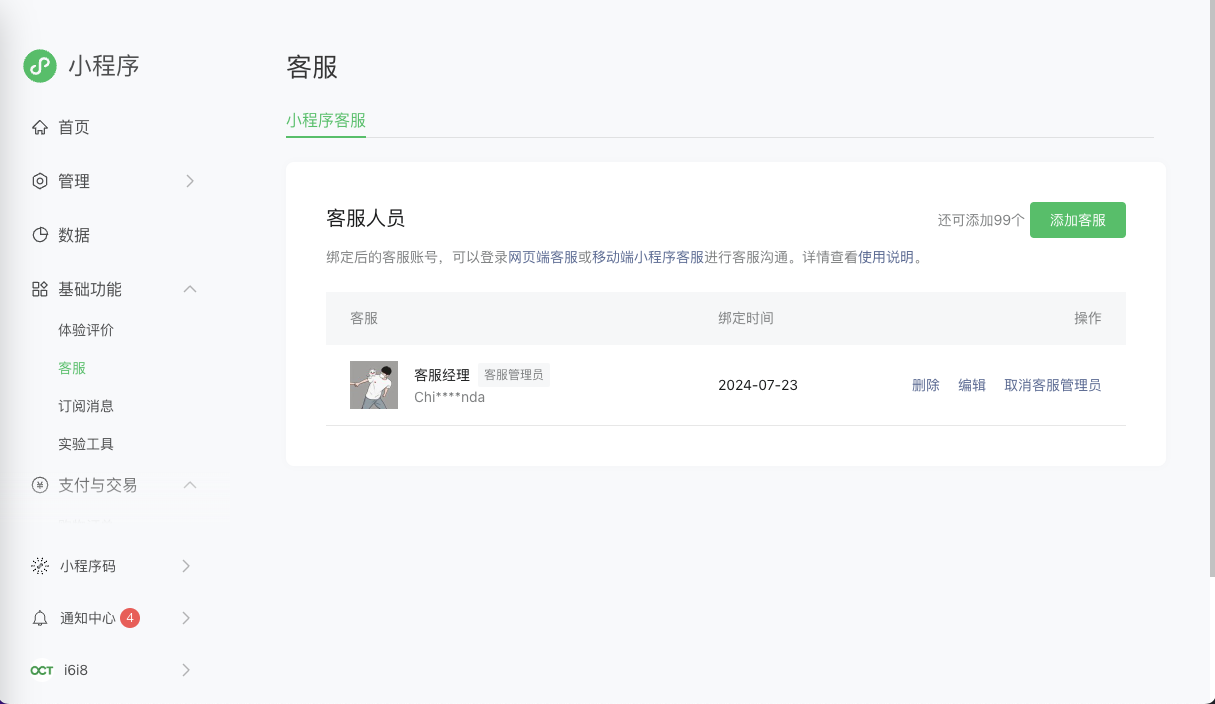 小程序
首页
管理
数据
基础功能
体验评价
客服
订阅消息
实验工具
支付与交易
小程序码
通知中心 4
OCT i6i8
客服
小程序客服
客服人员
还可添加99个 添加客服
绑定后的客服账号，可以登录网页端客服或移动端小程序客服进行客服沟通。详情查看使用说明。
客服 绑定时间 操作
客服经理 客服管理员
Chi****nda
2024-07-23
删除 编辑 取消客服管理员